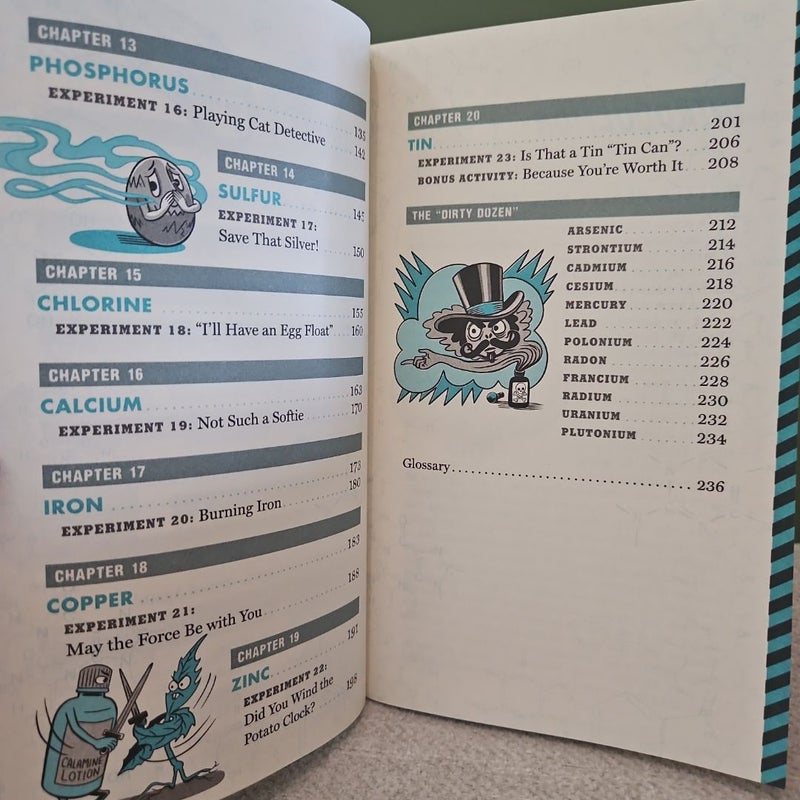 CHAPTER 13
PHOSPHORUS 135
EXPERIMENT 16: Playing Cat Detective 142
CHAPTER 14
SULFUR 145
EXPERIMENT 17:
Save That Silver! 150
CHAPTER 15
CHLORINE 155
EXPERIMENT 18: “I’ll Have an Egg Float” 160
CHAPTER 16
CALCIUM 163
EXPERIMENT 19: Not Such a Softie 170
CHAPTER 17
IRON 173
EXPERIMENT 20: Burning Iron 180
CHAPTER 18
COPPER 183
EXPERIMENT 21:
May the Force Be with You 188
CHAPTER 19
ZINC 191
EXPERIMENT 22:
Did You Wind the
Potato Clock? 198
CALAMINE
LOTION
CHAPTER 20
TIN 201
EXPERIMENT 23: Is That a Tin “Tin Can”? 206
BONUS ACTIVITY: Because You’re Worth It 208
THE “DIRTY DOZEN”
ARSENIC 212
STRONTIUM 214
CADMIUM 216
CESIUM 218
MERCURY 220
LEAD 222
POLONIUM 224
RADON 226
FRANCIUM 228
RADIUM 230
URANIUM 232
PLUTONIUM 234
Glossary 236